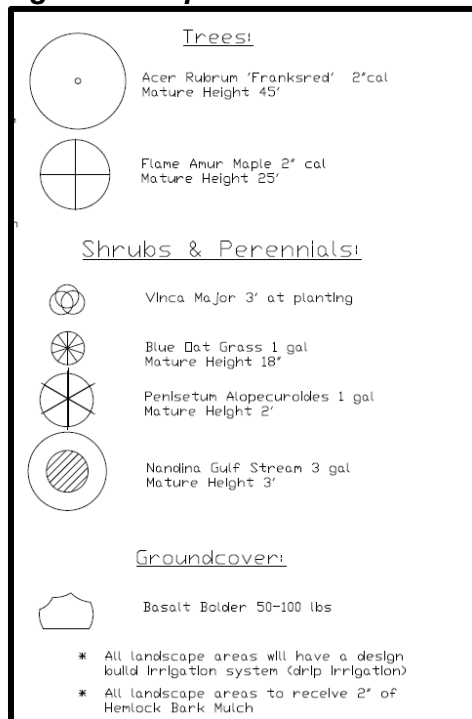 Trees:
Acer Rubrum 'Franksred' 2"cal
Mature Height 45'
Flame Amur Maple 2" cal
Mature Height 25'
Shrubs & Perennials:
Vinca Major 3' at planting
Blue Oat Grass 1 gal
Mature Height 18"
Penisetum Alopecuroides 1 gal
Mature Height 2'
Nandina Gulf Stream 3 gal
Mature Height 3'
Groundcover:
Basalt Bolder 50-100 lbs
* All landscape areas will have a design
build irrigation system (drip irrigation)
* All landscape areas to receive 2" of
Hemlock Bark Mulch